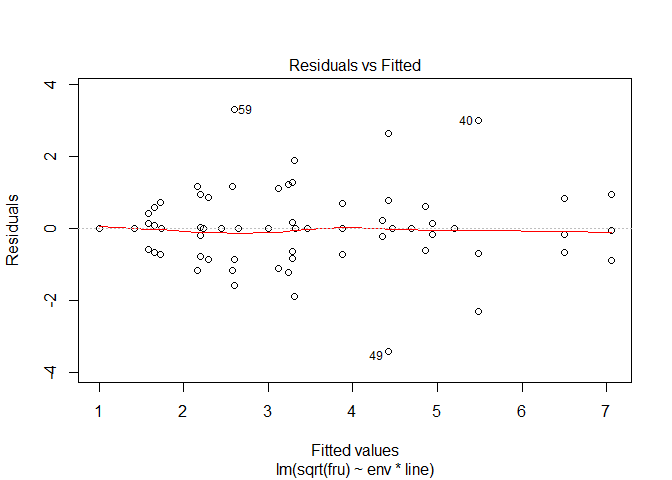 Residuals vs Fitted
Residuals
4
2
0
-2
-4
59
40
49
1 2 3 4 5 6 7
Fitted values
lm(sqrt(fru) ~ env * line)